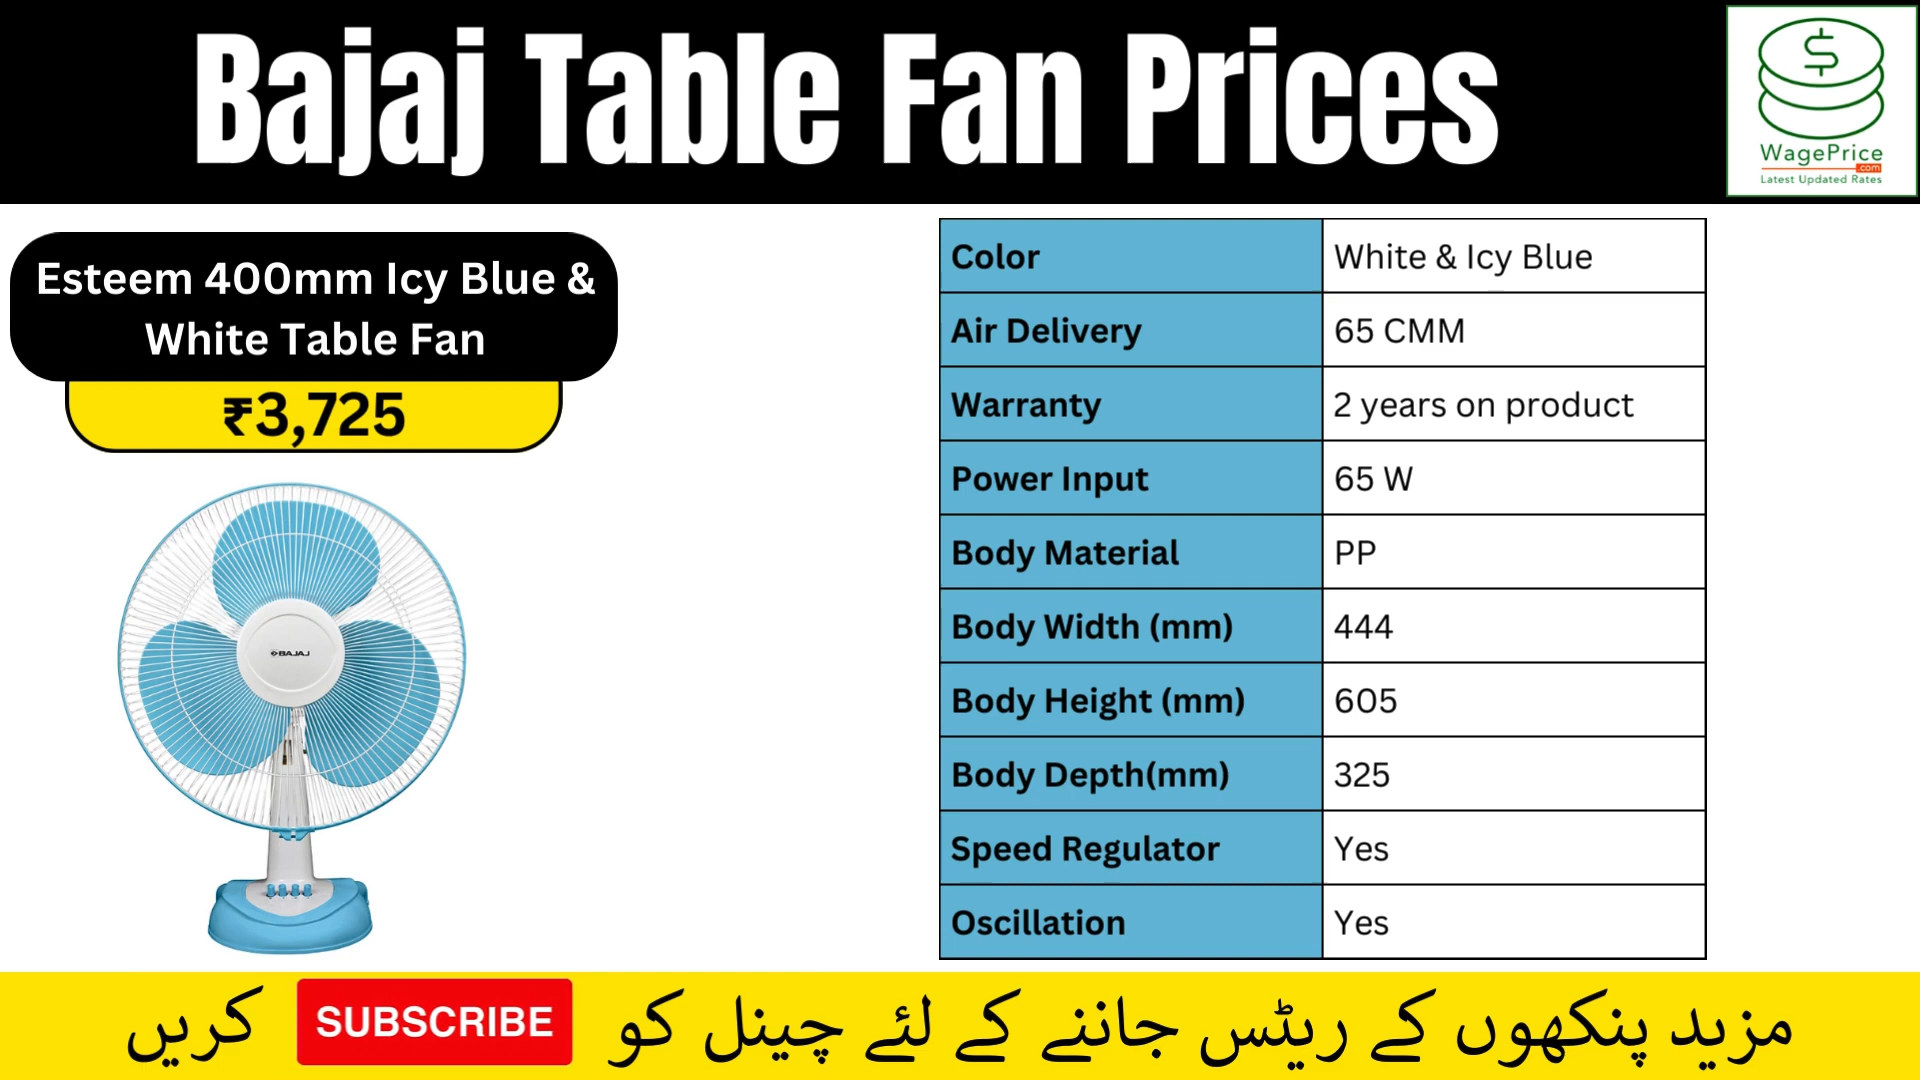 Bajaj Table Fan Prices
$
WagePrice
.com
Latest Updated Rates
Esteem 400mm Icy Blue &
White Table Fan
₹3,725
BAJAJ
Color White & Icy Blue
Air Delivery 65 CMM
Warranty 2 years on product
Power Input 65 W
Body Material PP
Body Width (mm) 444
Body Height (mm) 605
Body Depth(mm) 325
Speed Regulator Yes
Oscillation Yes
مزید پنکھوں کے ریٹس جاننے کے لئے چینل کو SUBSCRIBE کریں